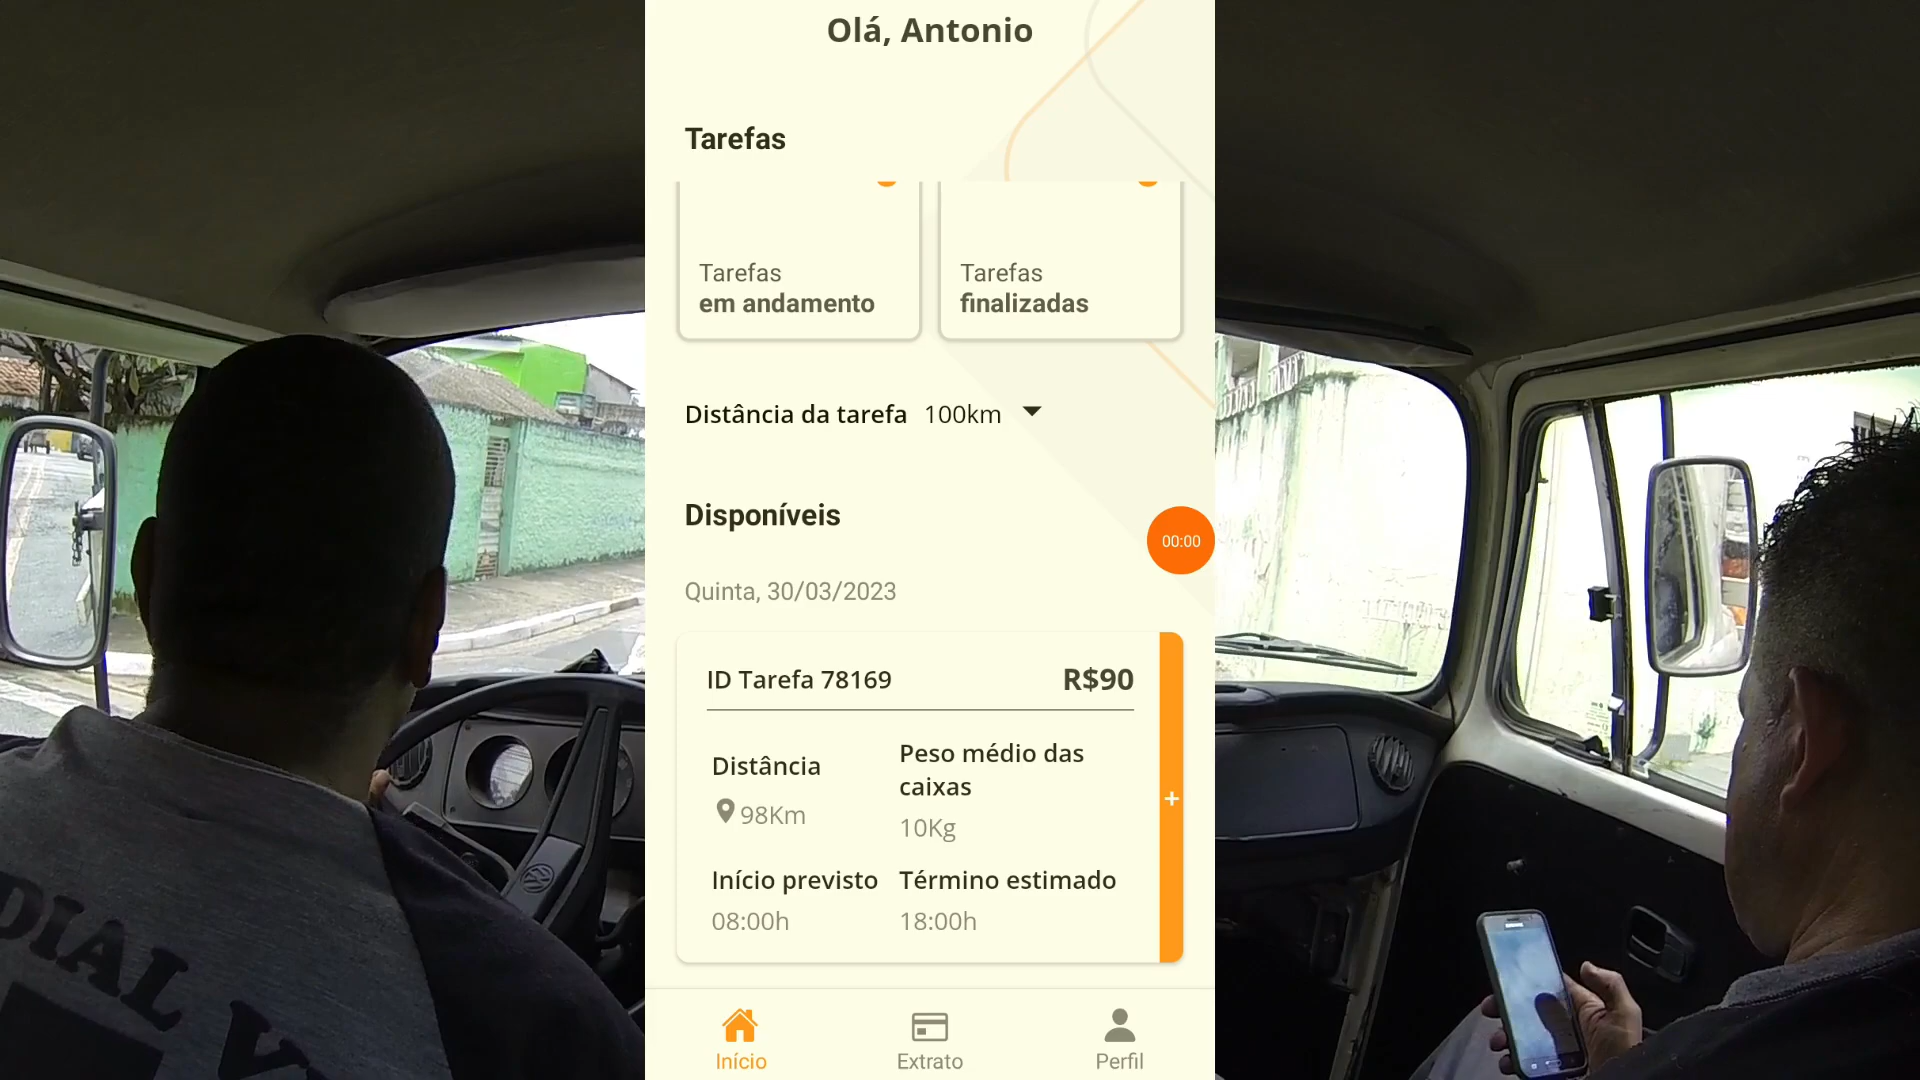 Olá, Antonio
Tarefas
Tarefas
em andamento
Tarefas
finalizadas
Distância da tarefa 100km
Disponíveis
00:00
Quinta, 30/03/2023
ID Tarefa 78169 R$90
Distância
98Km
Peso médio das
caixas
10Kg
+
Início previsto
08:00h
Término estimado
18:00h
Início
Extrato
Perfil
DIAL V